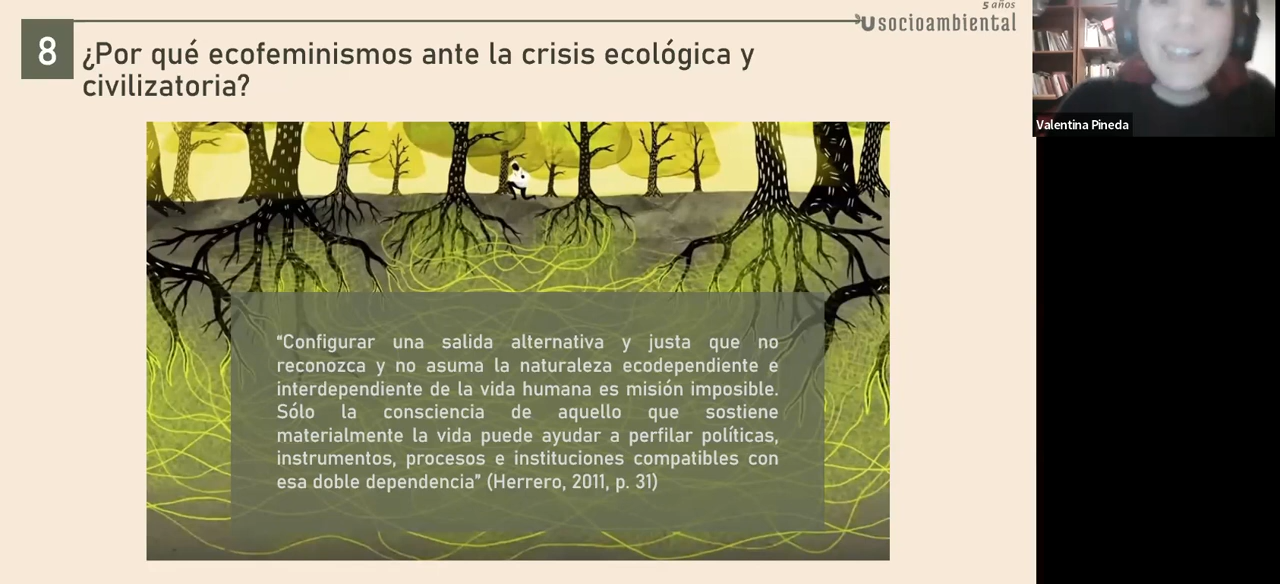 5 años
socioambiental
8
¿Por qué ecofeminismos ante la crisis ecológica y
civilizatoria?
Valentina Pineda
"Configurar una salida alternativa y justa que no
reconozca y no asuma la naturaleza ecodependiente e
interdependiente de la vida humana es misión imposible.
Sólo la consciencia de aquello que sostiene
materialmente la vida puede ayudar a perfilar políticas,
instrumentos, procesos e instituciones compatibles con
esa doble dependencia" (Herrero, 2011, p. 31)